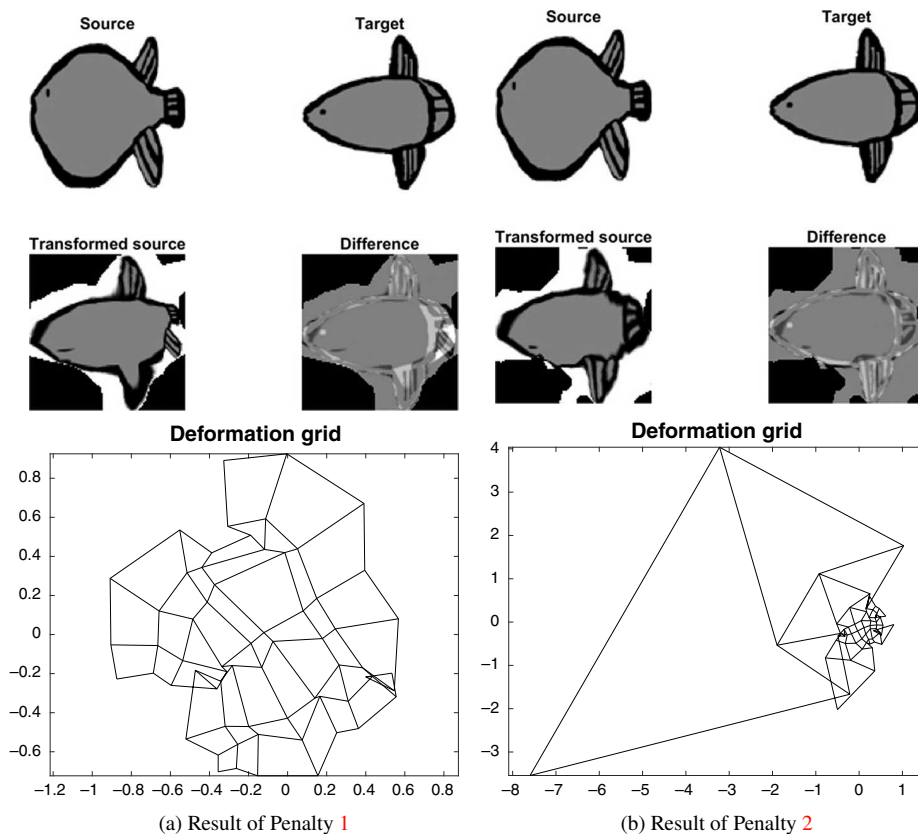 Source
Target
Source
Target
Transformed source
Difference
Transformed source
Difference
Deformation grid
0.8
0.6
0.4
0.2
0
−0.2
−0.4
−0.6
−1.2 −1 −0.8 −0.6 −0.4 −0.2 0 0.2 0.4 0.6 0.8
(a) Result of Penalty 1
Deformation grid
4
3
2
1
0
−1
−2
−3
−8 −7 −6 −5 −4 −3 −2 −1 0 1
(b) Result of Penalty 2